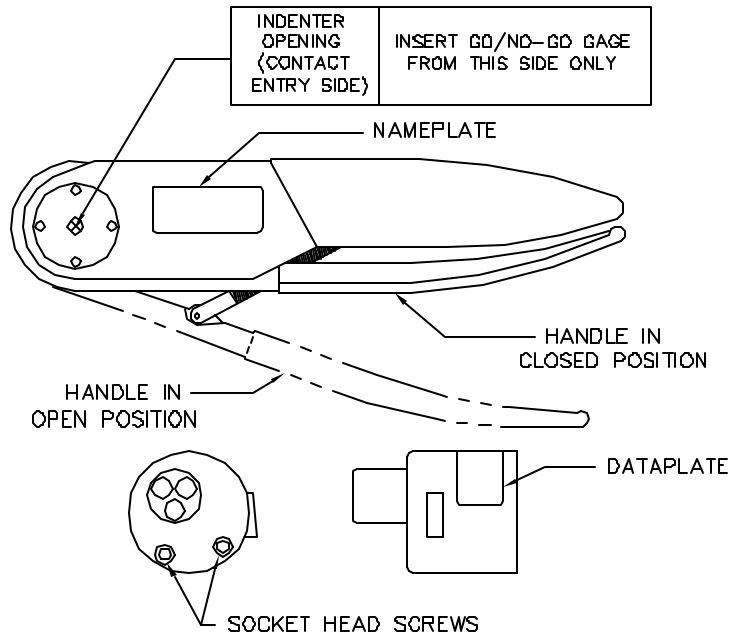 INDENTER
OPENING
(CONTACT
ENTRY SIDE)
INSERT GO/NO-GO GAGE
FROM THIS SIDE ONLY
NAMEPLATE
HANDLE IN
CLOSED POSITION
HANDLE IN
OPEN POSITION
DATAPLATE
SOCKET HEAD SCREWS